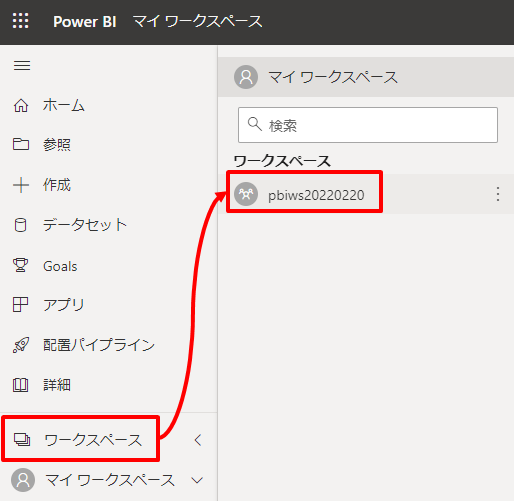 Power BI マイ ワークスペース
ホーム
参照
作成
データセット
Goals
アプリ
配置パイプライン
詳細
ワークスペース
マイ ワークスペース
マイ ワークスペース
検索
ワークスペース
pbiws20220220